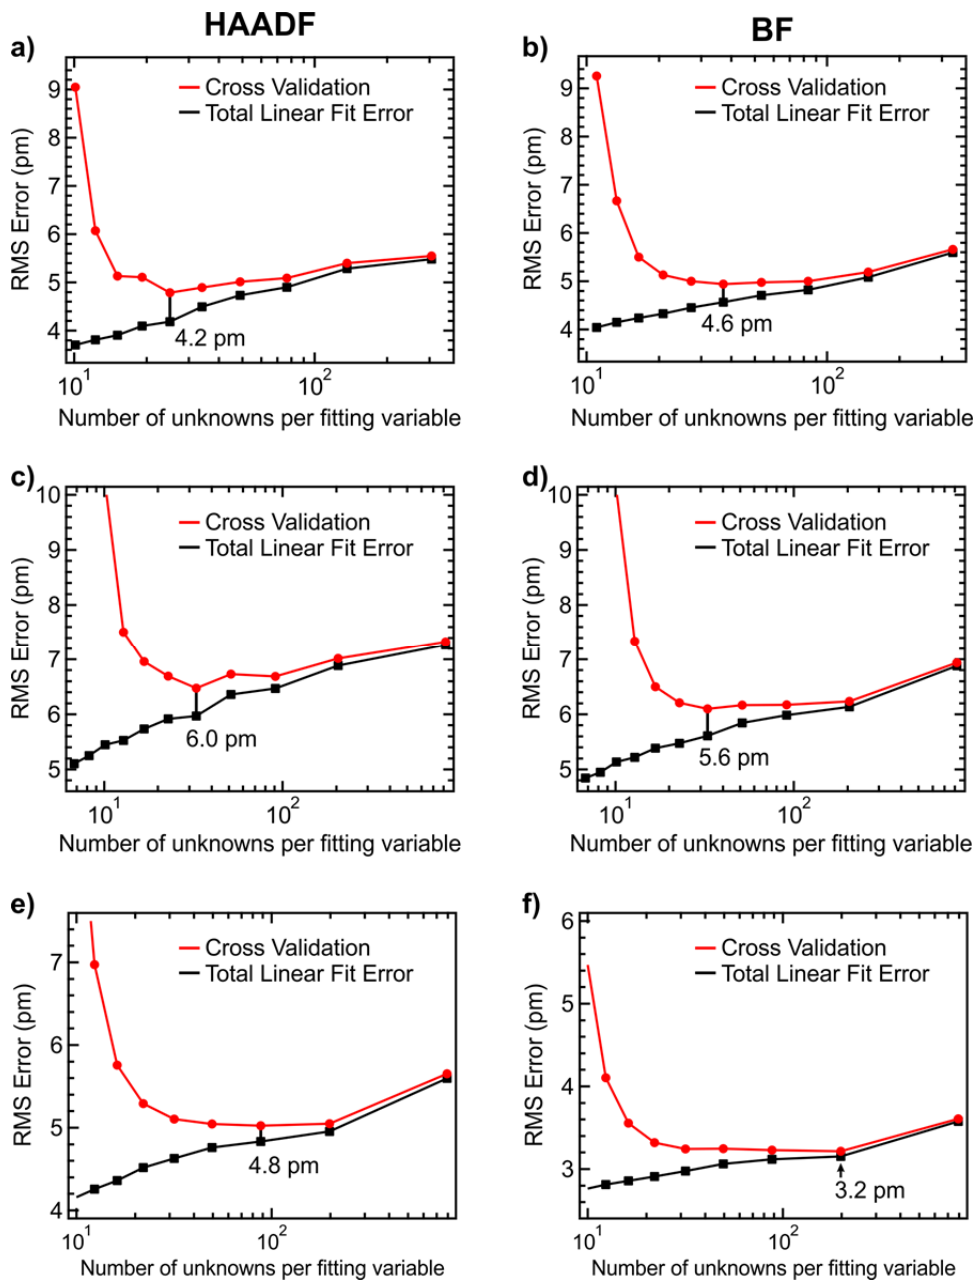 HAADF
BF
a)
Cross Validation
Total Linear Fit Error
9
8
7
6
5
4
RMS Error (pm)
4.2 pm
10^1
10^2
Number of unknowns per fitting variable
b)
Cross Validation
Total Linear Fit Error
9
8
7
6
5
4
RMS Error (pm)
4.6 pm
10^1
10^2
Number of unknowns per fitting variable
c)
Cross Validation
Total Linear Fit Error
10
9
8
7
6
5
RMS Error (pm)
6.0 pm
10^1
10^2
Number of unknowns per fitting variable
d)
Cross Validation
Total Linear Fit Error
10
9
8
7
6
5
RMS Error (pm)
5.6 pm
10^1
10^2
Number of unknowns per fitting variable
e)
Cross Validation
Total Linear Fit Error
7
6
5
4
RMS Error (pm)
4.8 pm
10^1
10^2
Number of unknowns per fitting variable
f)
Cross Validation
Total Linear Fit Error
6
5
4
3
RMS Error (pm)
3.2 pm
10^1
10^2
Number of unknowns per fitting variable